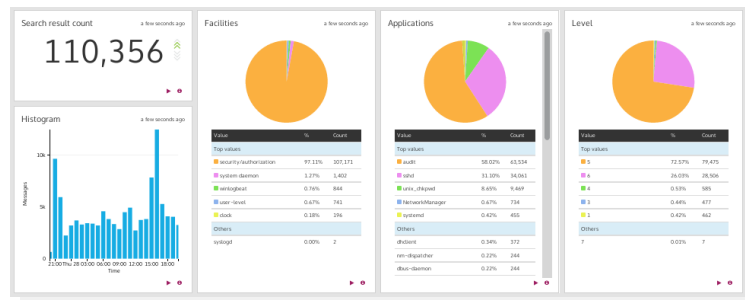 Search result count a few seconds ago
110,356
Histogram a few seconds ago
10k
5k
0
Messages
21:00 Thu 28 03:00 06:00 09:00 12:00 15:00 18:00
Time
Facilities a few seconds ago
Value % Count
Top values
security/authorization 97.11% 107,171
system daemon 1.27% 1,402
winlogbeat 0.76% 844
user-level 0.67% 741
clock 0.18% 196
Others
syslogd 0.00% 2
Applications a few seconds ago
Value % Count
Top values
audit 58.02% 63,534
sshd 31.10% 34,061
unix_chkpwd 8.65% 9,469
NetworkManager 0.67% 734
systemd 0.42% 455
Others
dhclient 0.34% 372
nm-dispatcher 0.22% 244
dbus-daemon 0.22% 244
Level a few seconds ago
Value % Count
Top values
5 72.57% 79,475
6 26.03% 28,506
4 0.53% 585
3 0.44% 477
1 0.42% 462
Others
7 0.01% 7